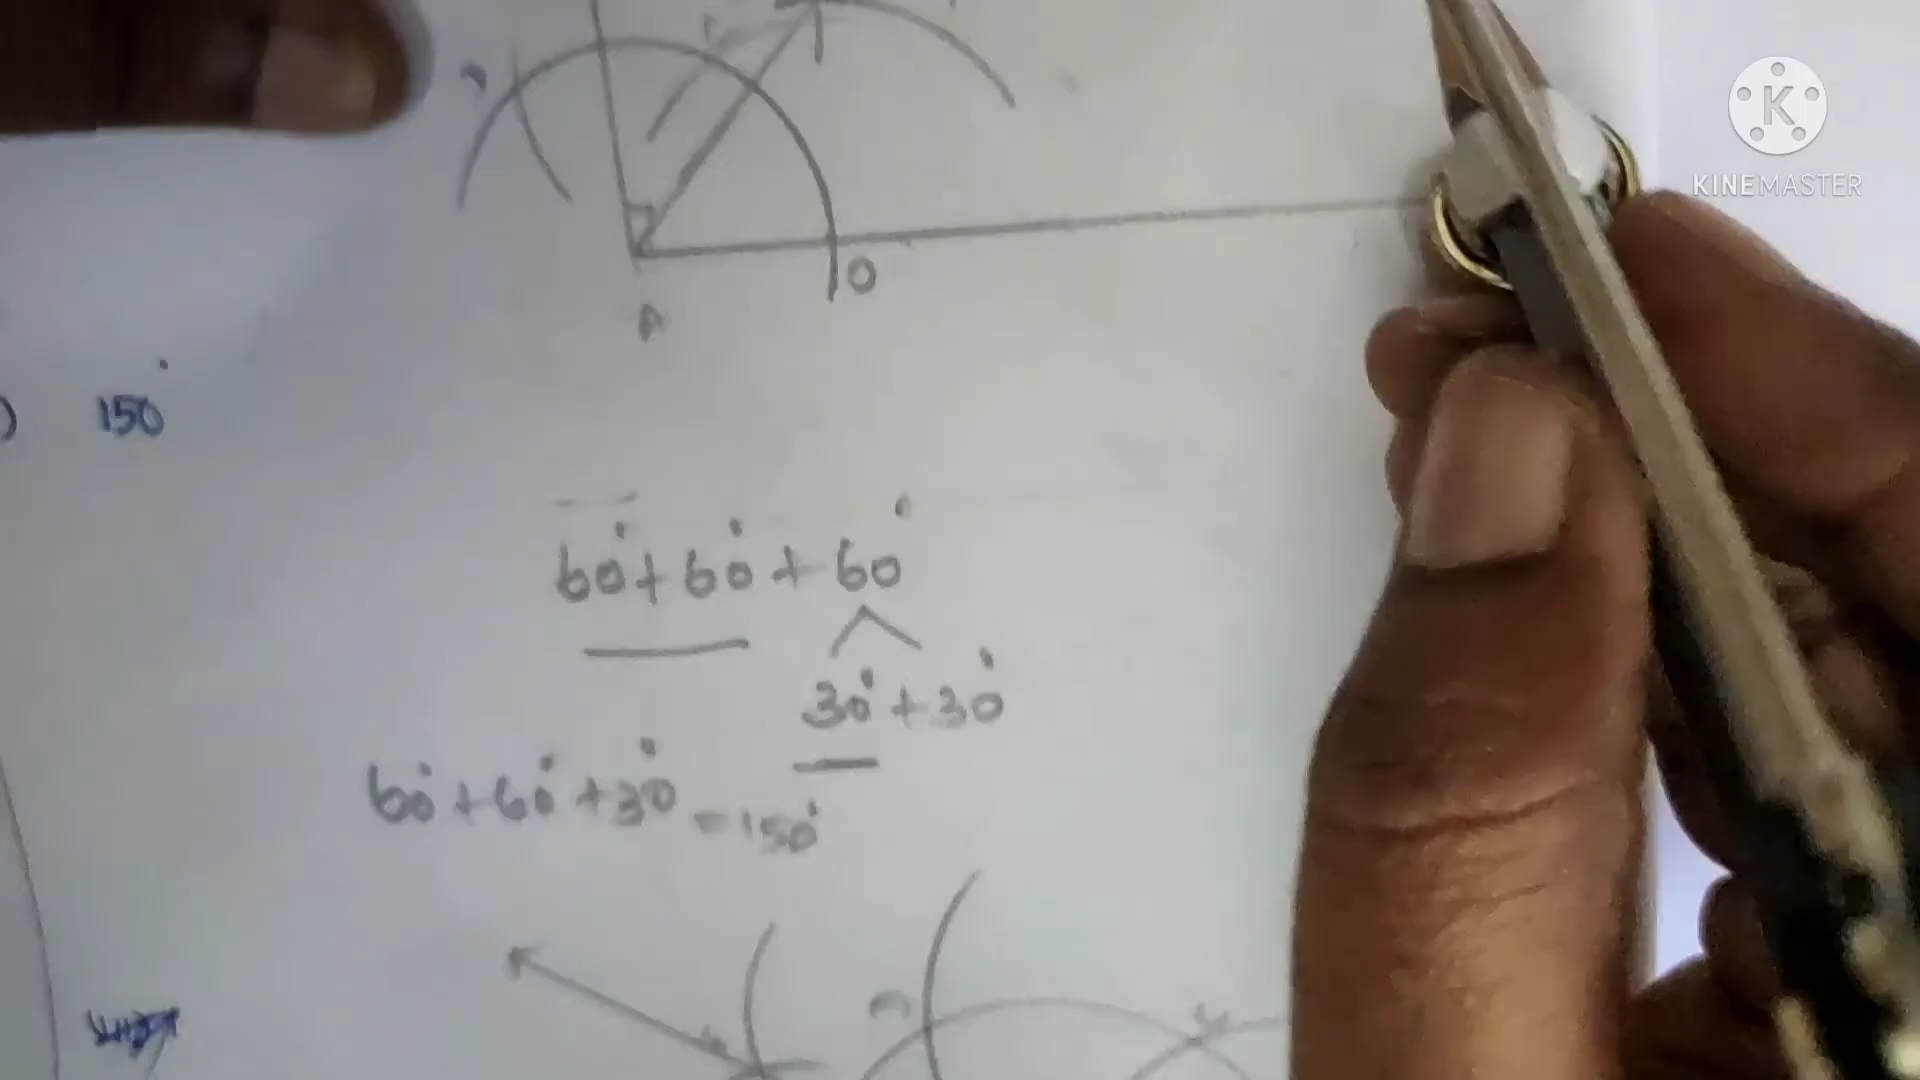 K
KINEMASTER
O
A
) 150°
60° + 60° + 60°
30° + 30°
60° + 60° + 30° = 150°